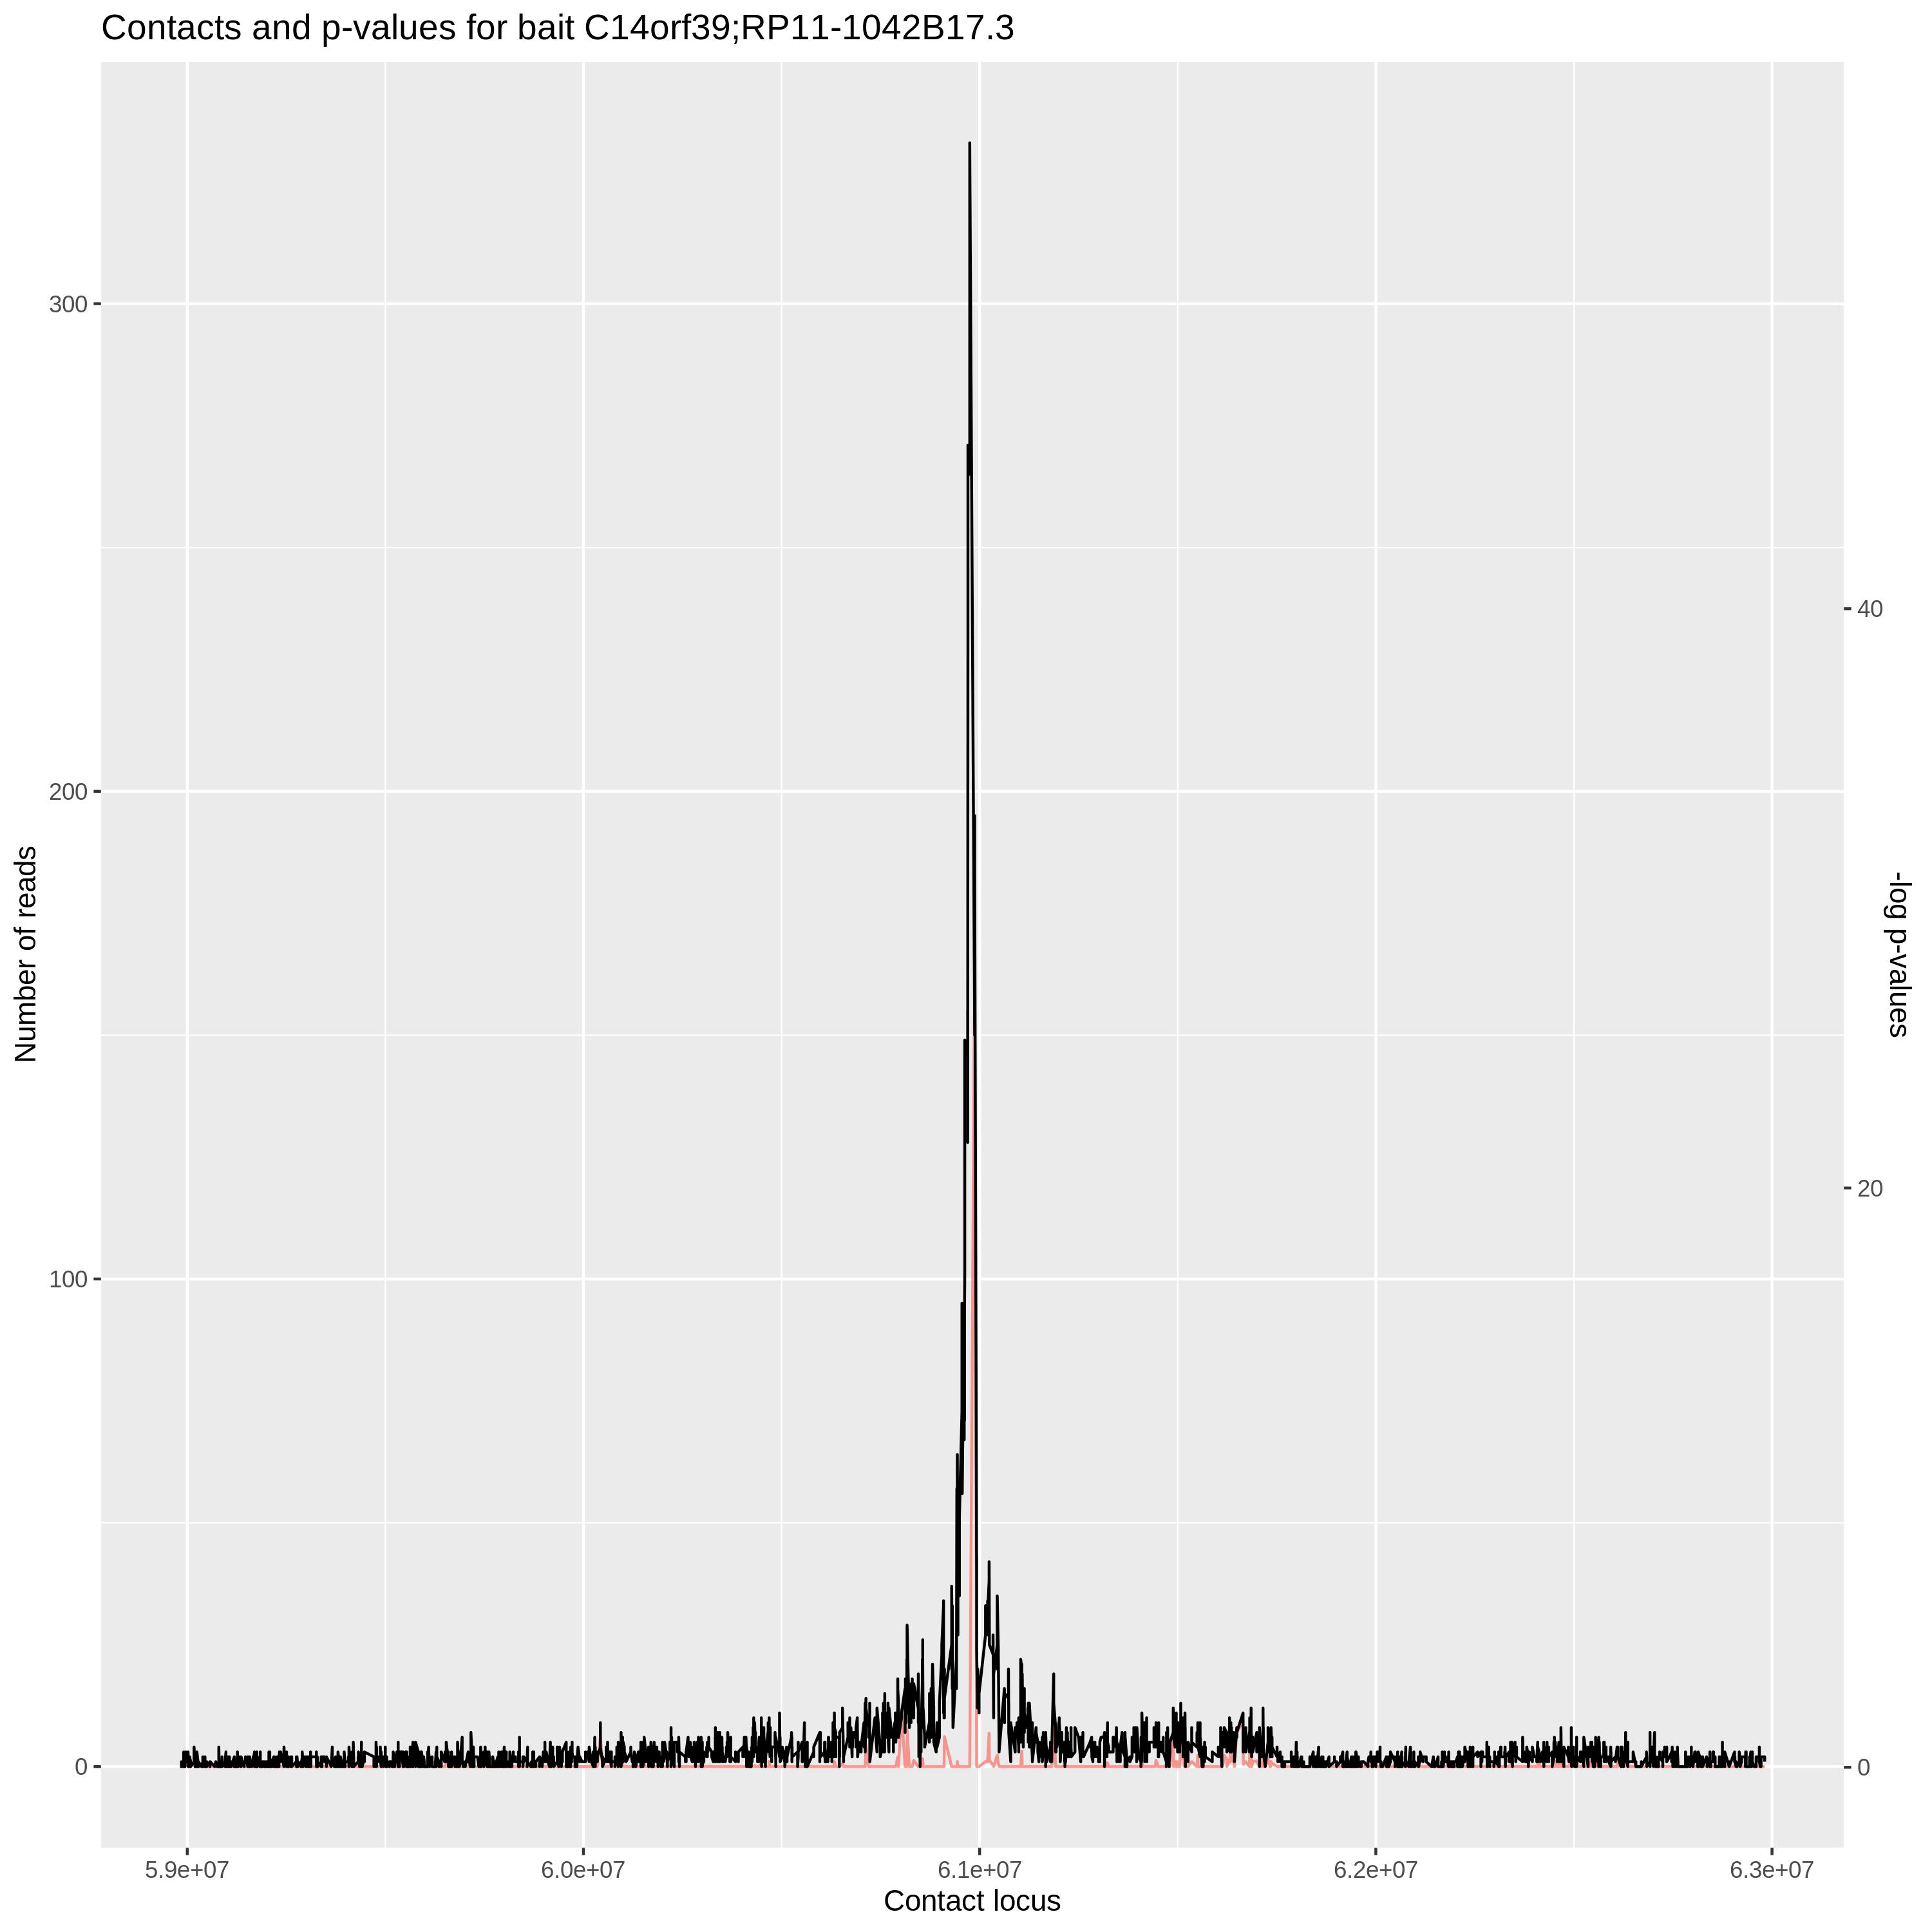 Contacts and p-values for bait C14orf39;RP11-1042B17.3
300
200
100
0
Number of reads
40
20
0
-log p-values
5.9e+07 6.0e+07 6.1e+07 6.2e+07 6.3e+07
Contact locus